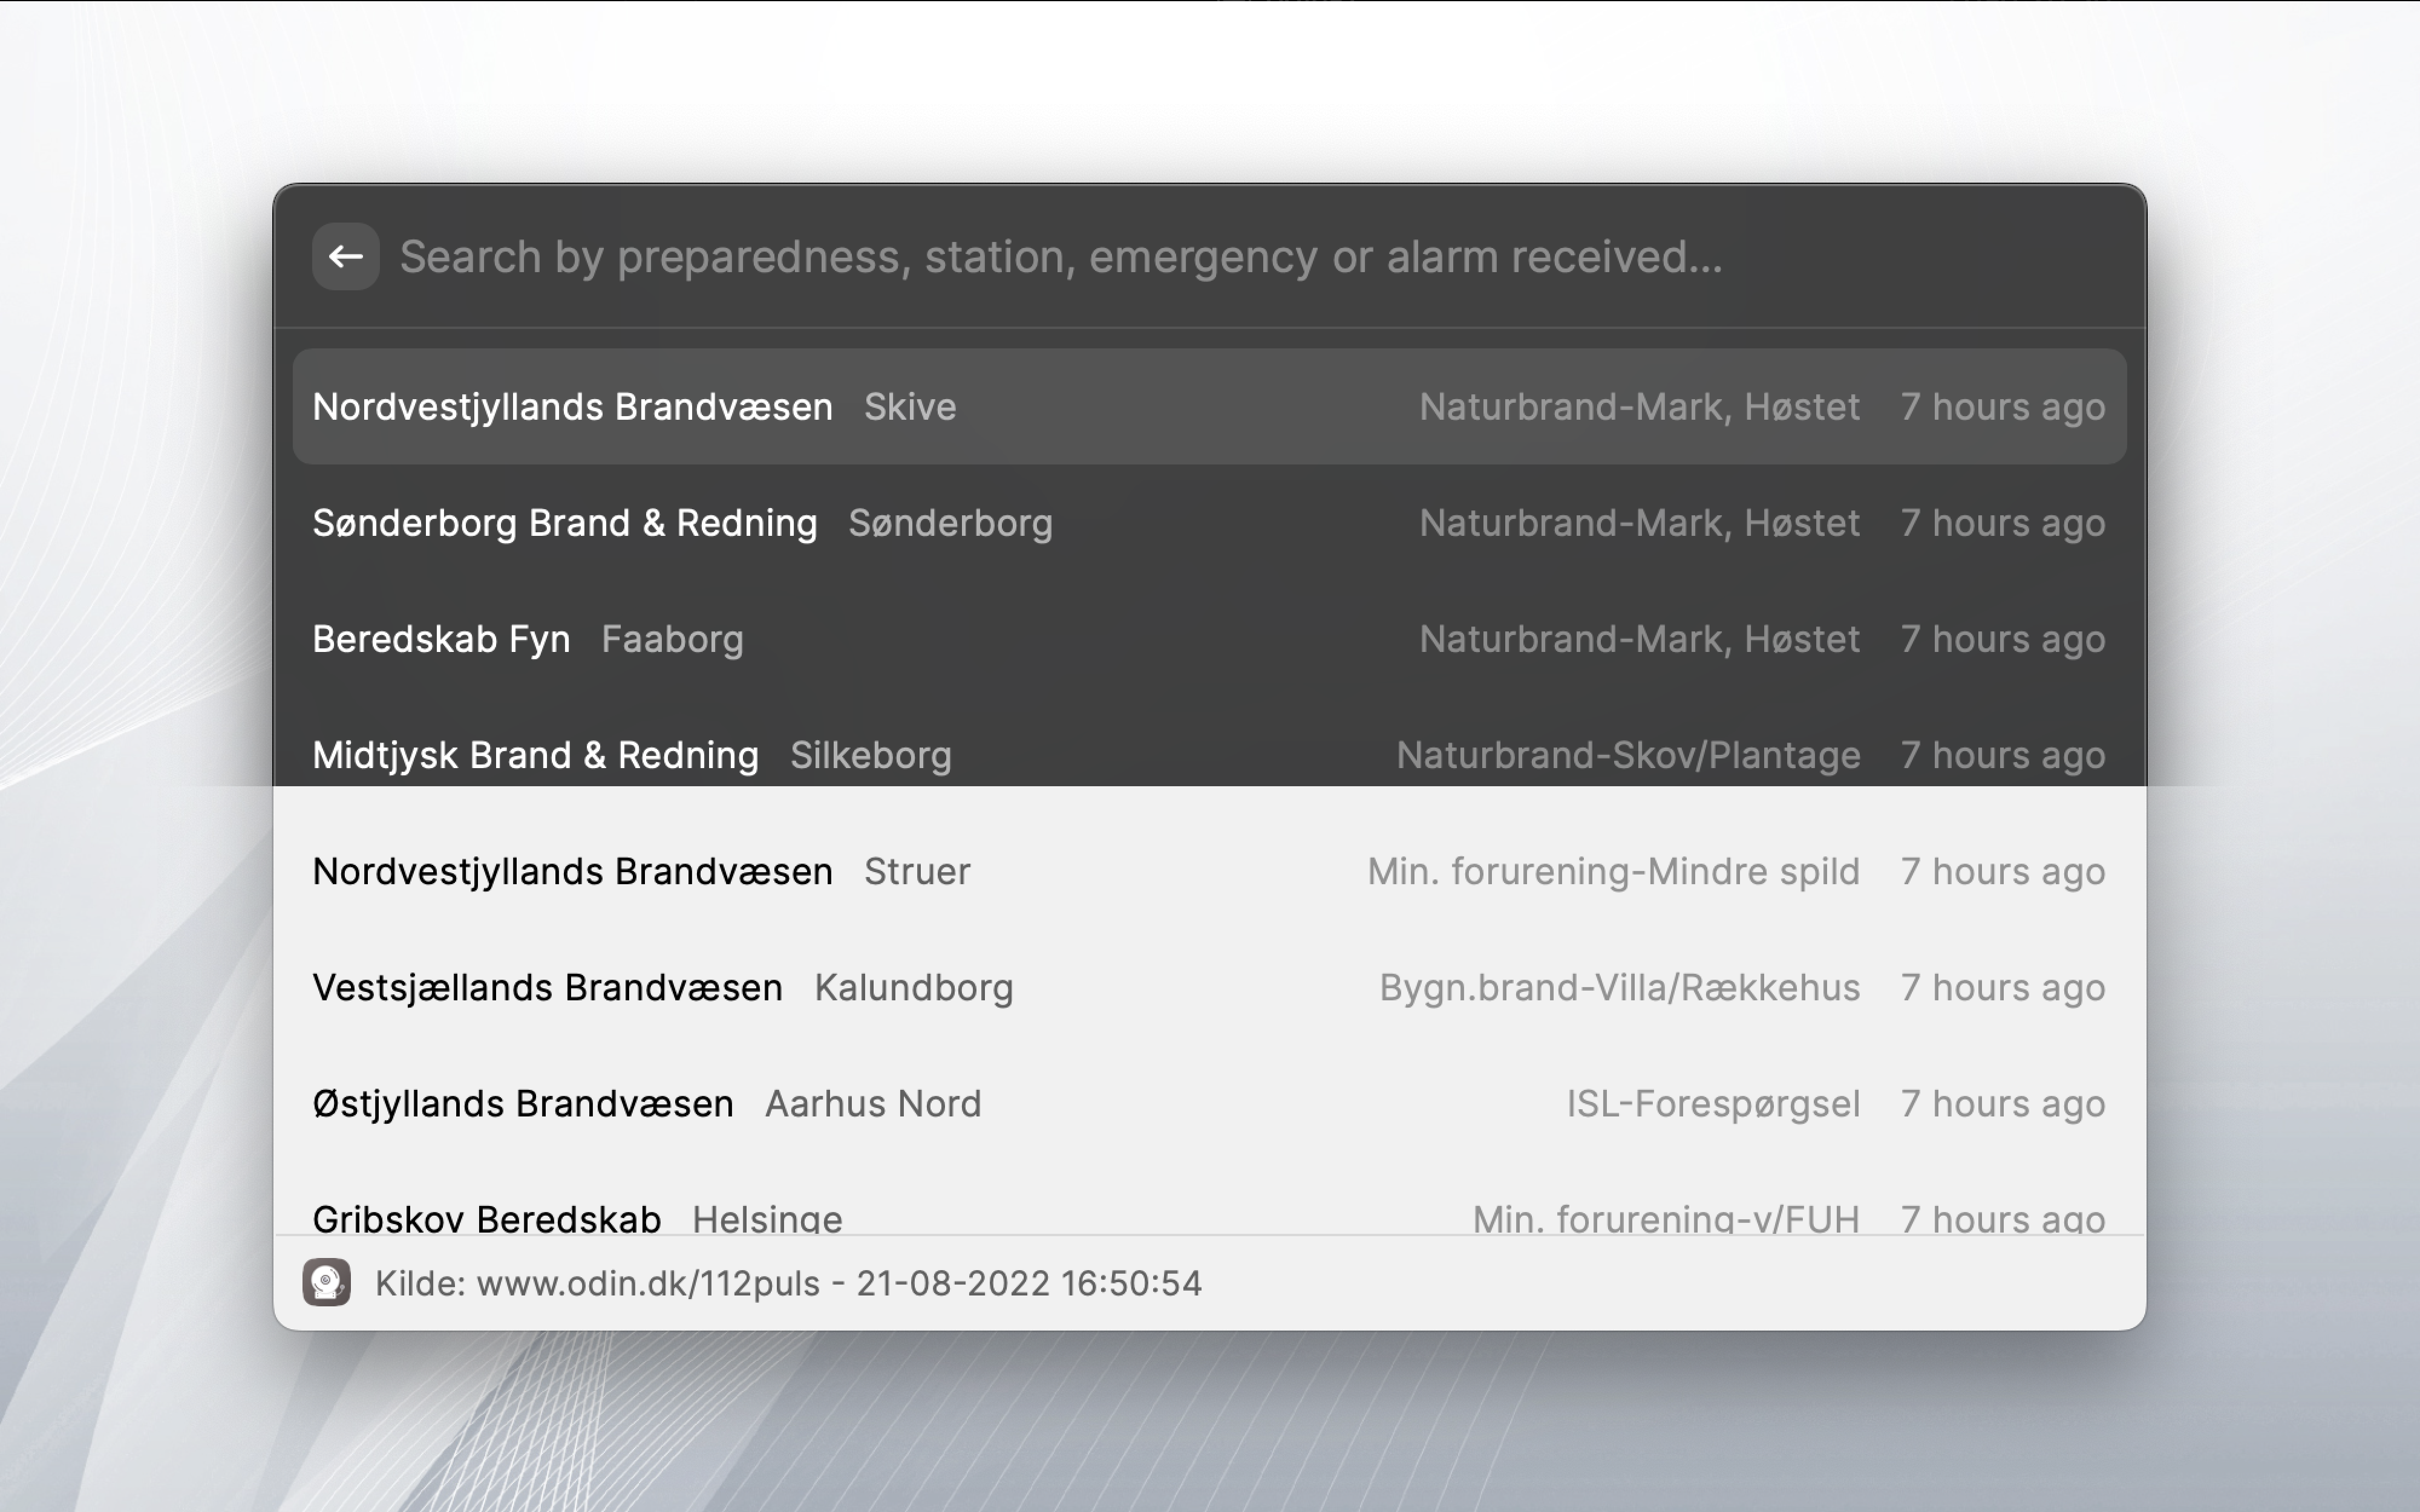 Search by preparedness, station, emergency or alarm received...
Nordvestjyllands Brandvæsen Skive Naturbrand-Mark, Høstet 7 hours ago
Sønderborg Brand & Redning Sønderborg Naturbrand-Mark, Høstet 7 hours ago
Beredskab Fyn Faaborg Naturbrand-Mark, Høstet 7 hours ago
Midtjysk Brand & Redning Silkeborg Naturbrand-Skov/Plantage 7 hours ago
Nordvestjyllands Brandvæsen Struer Min. forurening-Mindre spild 7 hours ago
Vestsjællands Brandvæsen Kalundborg Bygn.brand-Villa/Rækkehus 7 hours ago
Østjyllands Brandvæsen Aarhus Nord ISL-Forespørgsel 7 hours ago
Gribskov Beredskab Helsinge Min. forurening-v/FUH 7 hours ago
Kilde: www.odin.dk/112puls - 21-08-2022 16:50:54